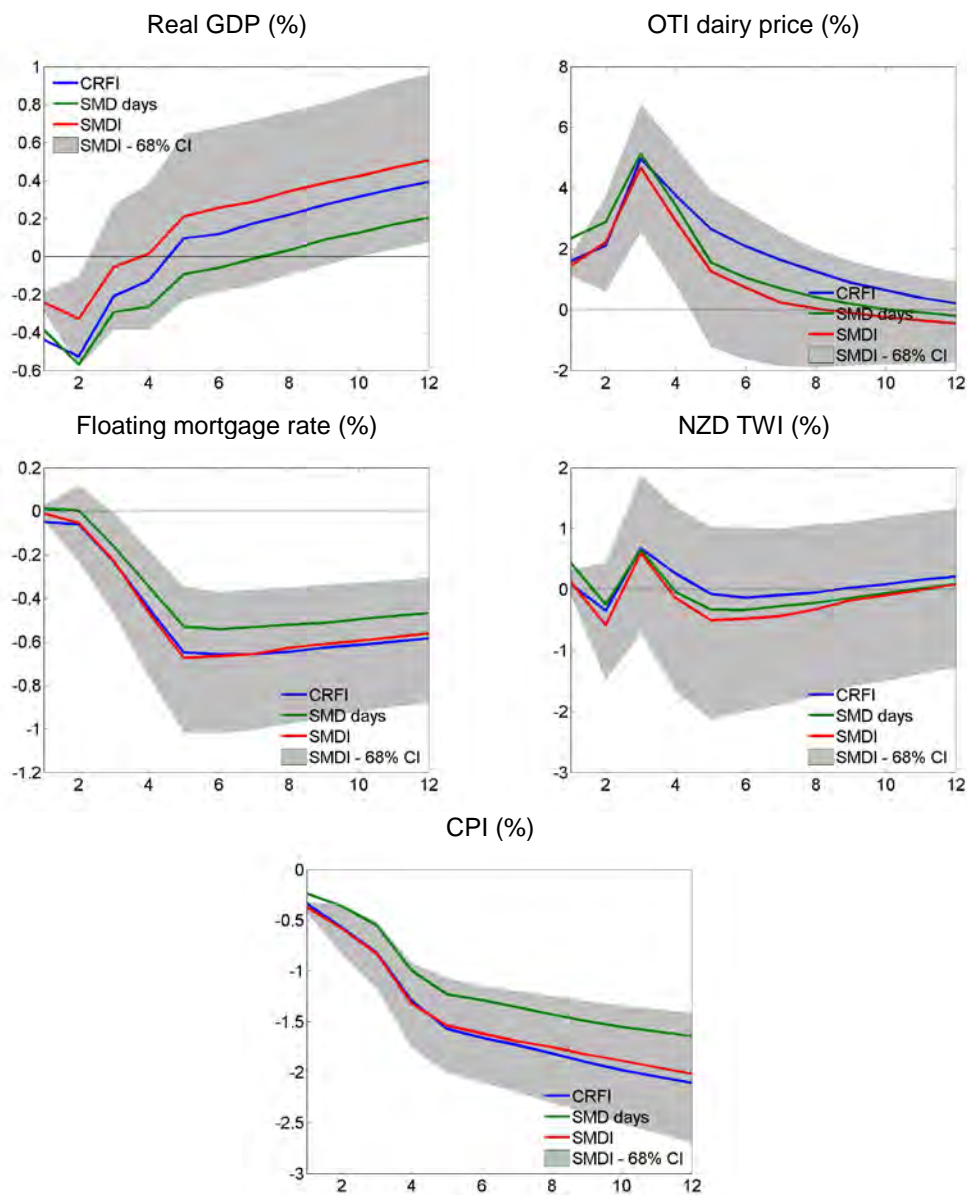 Real GDP (%)
1
0.8
0.6
0.4
0.2
0
-0.2
-0.4
-0.6
CRFI
SMD days
SMDI
SMDI - 68% CI
2 4 6 8 10 12
OTI dairy price (%)
8
6
4
2
0
-2
CRFI
SMD days
SMDI
SMDI - 68% CI
2 4 6 8 10 12
Floating mortgage rate (%)
0.2
0
-0.2
-0.4
-0.6
-0.8
-1
-1.2
CRFI
SMD days
SMDI
SMDI - 68% CI
2 4 6 8 10 12
NZD TWI (%)
2
1
0
-1
-2
-3
CRFI
SMD days
SMDI
SMDI - 68% CI
2 4 6 8 10 12
CPI (%)
0
-0.5
-1
-1.5
-2
-2.5
-3
CRFI
SMD days
SMDI
SMDI - 68% CI
2 4 6 8 10 12